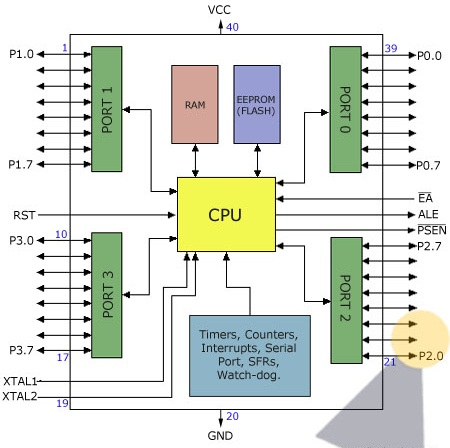 VCC
40
P1.0
1
39
P0.0
PORT 1
RAM
EEPROM
(FLASH)
PORT 0
P1.7
P0.7
EA
RST
CPU
ALE
PSEN
P3.0
10
P2.7
PORT 3
PORT 2
Timers, Counters,
Interrupts, Serial
Port, SFRs,
Watch-dog.
P3.7
17
P2.0
21
XTAL1
XTAL2
19
20
GND